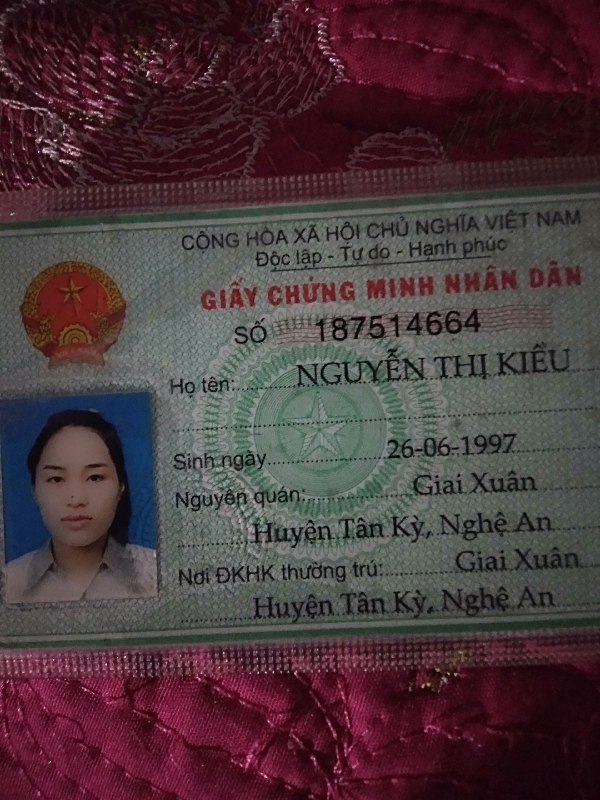 CỘNG HÒA XÃ HỘI CHỦ NGHĨA VIỆT NAM
Độc lập - Tự do - Hạnh phúc
GIẤY CHỨNG MINH NHÂN DÂN
SỐ 187514664
Họ tên: NGUYỄN THỊ KIỀU
Sinh ngày 26-06-1997
Nguyên quán: Giai Xuân
Huyện Tân Kỳ, Nghệ An
Nơi ĐKHK thường trú: Giai Xuân
Huyện Tân Kỳ, Nghệ An